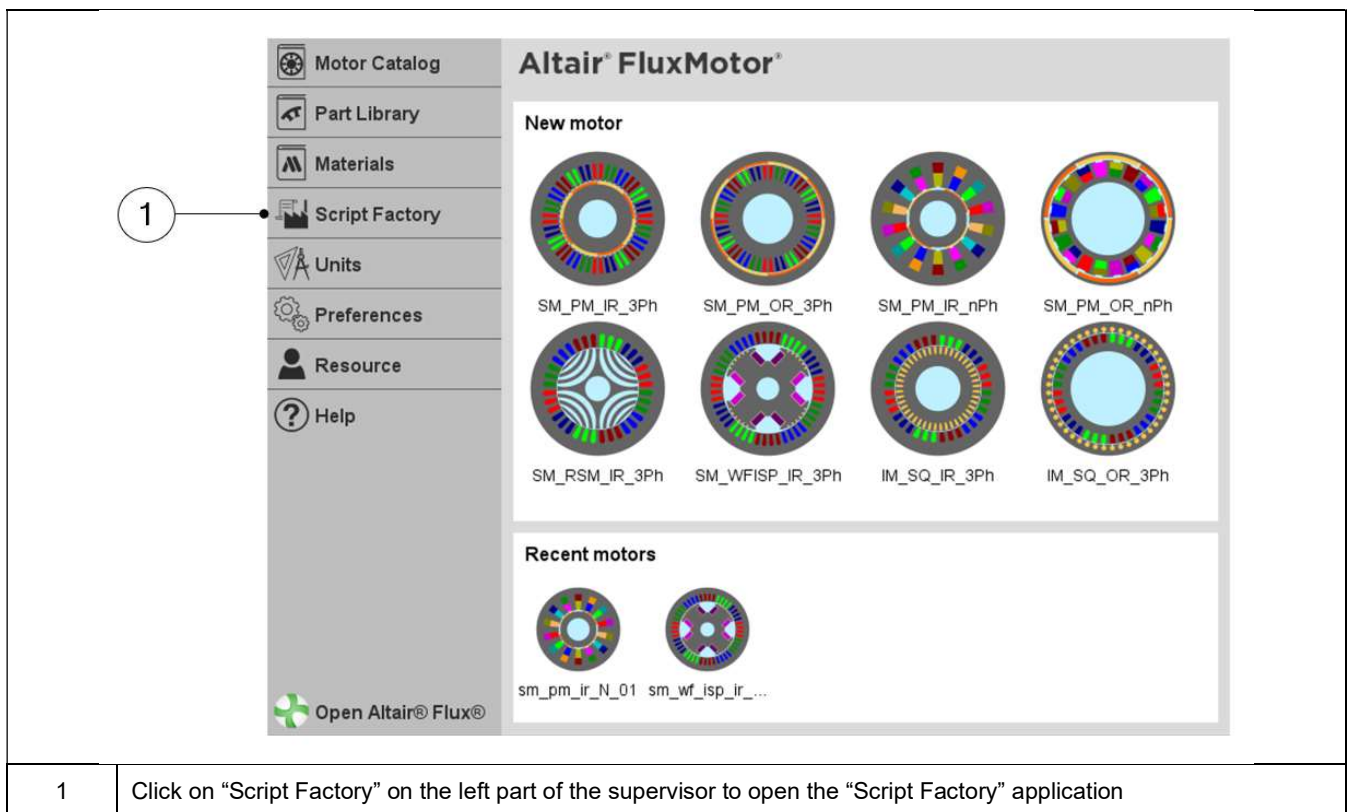 Motor Catalog
Part Library
Materials
1
Script Factory
Units
Preferences
Resource
Help
Open Altair® Flux®
Altair® FluxMotor®
New motor
SM_PM_IR_3Ph SM_PM_OR_3Ph SM_PM_IR_nPh SM_PM_OR_nPh
SM_RSM_IR_3Ph SM_WFISP_IR_3Ph IM_SQ_IR_3Ph IM_SQ_OR_3Ph
Recent motors
sm_pm_ir_N_01 sm_wf_isp_ir_...
1 Click on “Script Factory” on the left part of the supervisor to open the “Script Factory” application